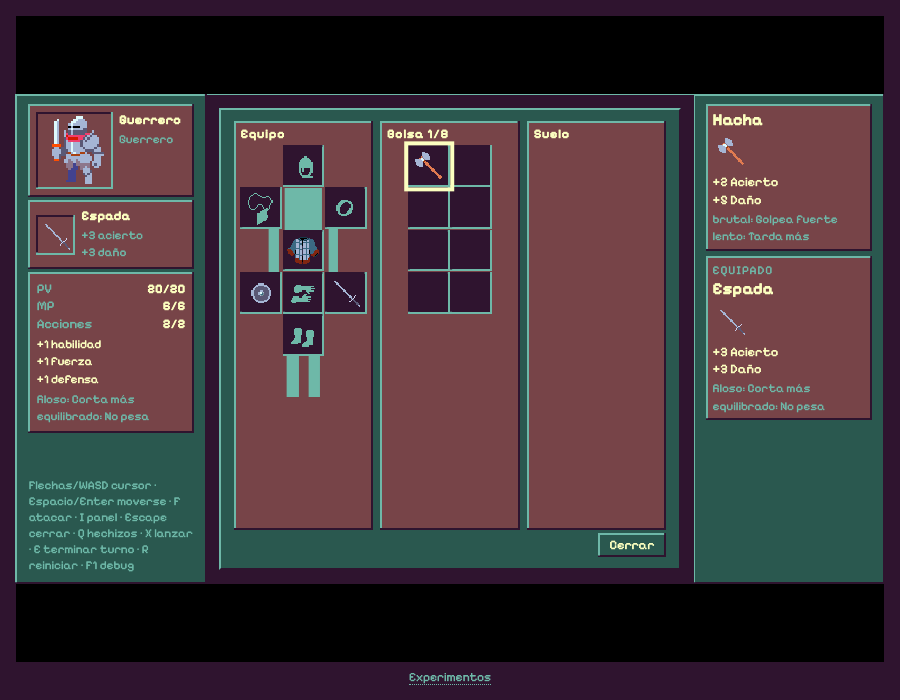 Guerrero
Guerrero
Espada
+3 acierto
+3 daño
PV 80/80
MP 6/6
Acciones 8/8
+1 habilidad
+1 fuerza
+1 defensa
Filoso: Corta más
equilibrado: No pesa
Flechas/WASD cursor ·
Espacio/Enter moverse · F
atacar · I panel · Escape
cerrar · Q hechizos · X lanzar
· E terminar turno · R
reiniciar · F1 debug
Equipo
Bolsa 1/8
Suelo
Cerrar
Hacha
+2 Acierto
+8 Daño
brutal: Golpea fuerte
lento: Tarda más
EQUIPADO
Espada
+3 Acierto
+3 Daño
Filoso: Corta más
equilibrado: No pesa
Experimentos